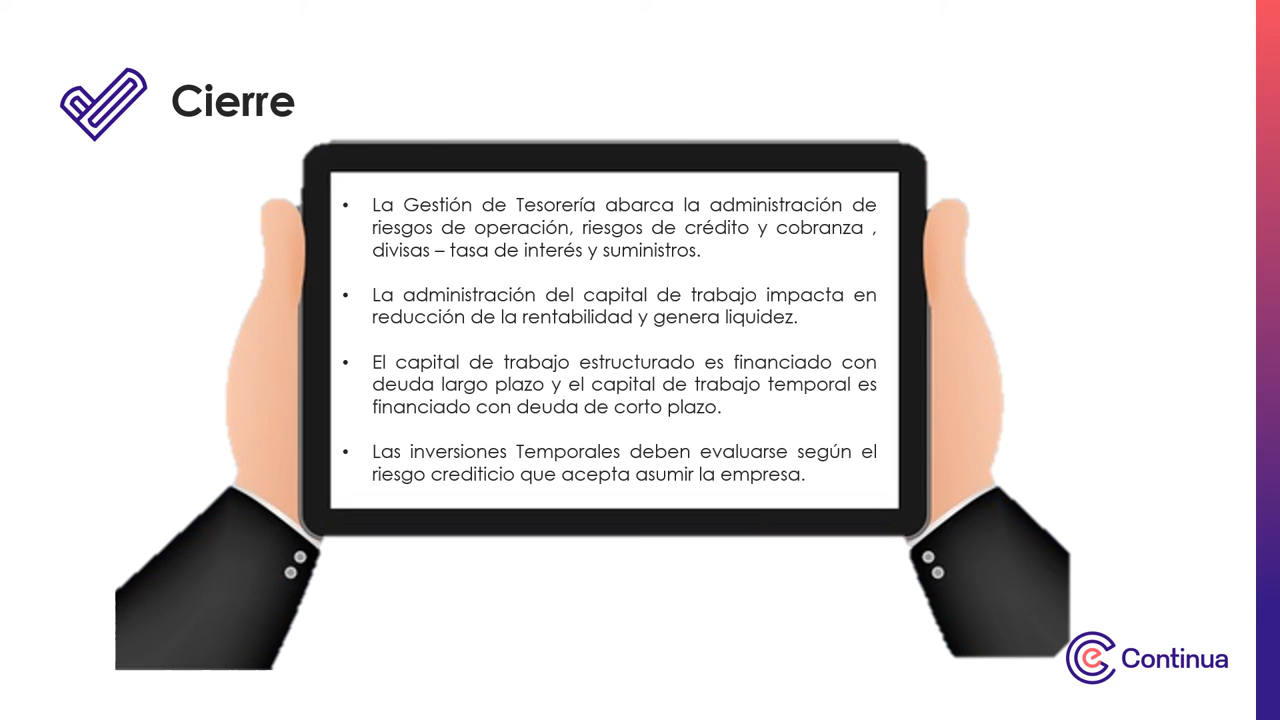 Cierre
• La Gestión de Tesorería abarca la administración de
riesgos de operación, riesgos de crédito y cobranza ,
divisas – tasa de interés y suministros.
• La administración del capital de trabajo impacta en
reducción de la rentabilidad y genera liquidez.
• El capital de trabajo estructurado es financiado con
deuda largo plazo y el capital de trabajo temporal es
financiado con deuda de corto plazo.
• Las inversiones Temporales deben evaluarse según el
riesgo crediticio que acepta asumir la empresa.
Continua